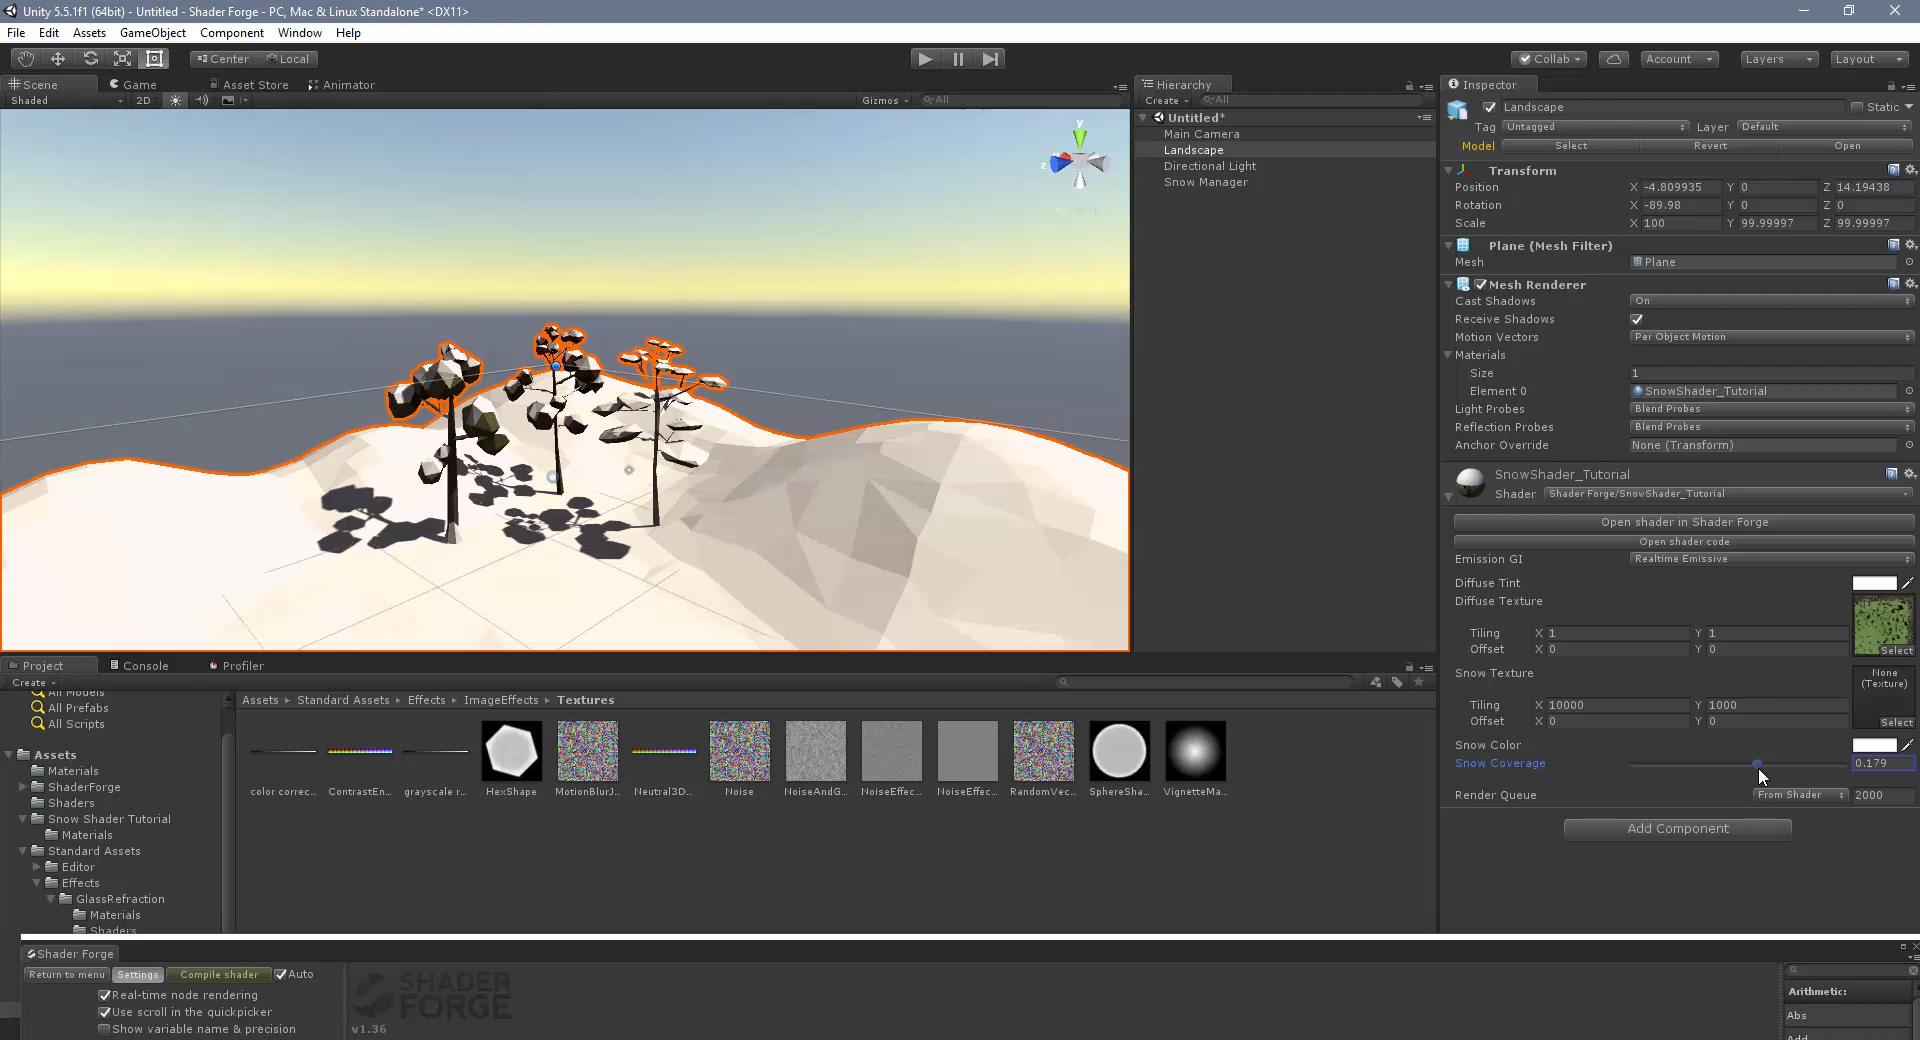 Unity 5.5.1f1 (64bit) - Untitled - Shader Forge - PC, Mac & Linux Standalone* <DX11>
File Edit Assets GameObject Component Window Help
Center Local Collab Account Layers Layout
Scene Game Asset Store Animator
Shaded 2D Gizmos All
y
z
Persp
Hierarchy
Create All
Untitled*
Main Camera
Landscape
Directional Light
Snow Manager
Inspector
Landscape Static
Tag Untagged Layer Default
Model Select Revert Open
Transform
Position X -4.809935 Y 0 Z 14.19438
Rotation X -89.98 Y 0 Z 0
Scale X 100 Y 99.99997 Z 99.99997
Plane (Mesh Filter)
Mesh Plane
Mesh Renderer
Cast Shadows On
Receive Shadows
Motion Vectors Per Object Motion
Materials
Size 1
Element 0 SnowShader_Tutorial
Light Probes Blend Probes
Reflection Probes Blend Probes
Anchor Override None (Transform)
SnowShader_Tutorial
Shader Shader Forge/SnowShader_Tutorial
Open shader in Shader Forge
Open shader code
Emission GI Realtime Emissive
Diffuse Tint
Diffuse Texture
Tiling X 1 Y 1
Offset X 0 Y 0
Select
Snow Texture
None
(Texture)
Tiling X 10000 Y 1000
Offset X 0 Y 0
Select
Snow Color
Snow Coverage 0.179
Render Queue From Shader 2000
Add Component
Project Console Profiler
Create
All Models
All Prefabs
All Scripts
Assets
Materials
ShaderForge
Shaders
Snow Shader Tutorial
Materials
Standard Assets
Editor
Effects
GlassRefraction
Materials
Shaders
Assets Standard Assets Effects ImageEffects Textures
color correc... ContrastEn... grayscale r... HexShape MotionBlurJ... Neutral3D... Noise NoiseAndG... NoiseEffec... NoiseEffec... RandomVec... SphereSha... VignetteMa...
Shader Forge
Return to menu Settings Compile shader Auto
Real-time node rendering
Use scroll in the quickpicker
Show variable name & precision
SHADER
FORGE
v1.36
Arithmetic:
Abs
Add